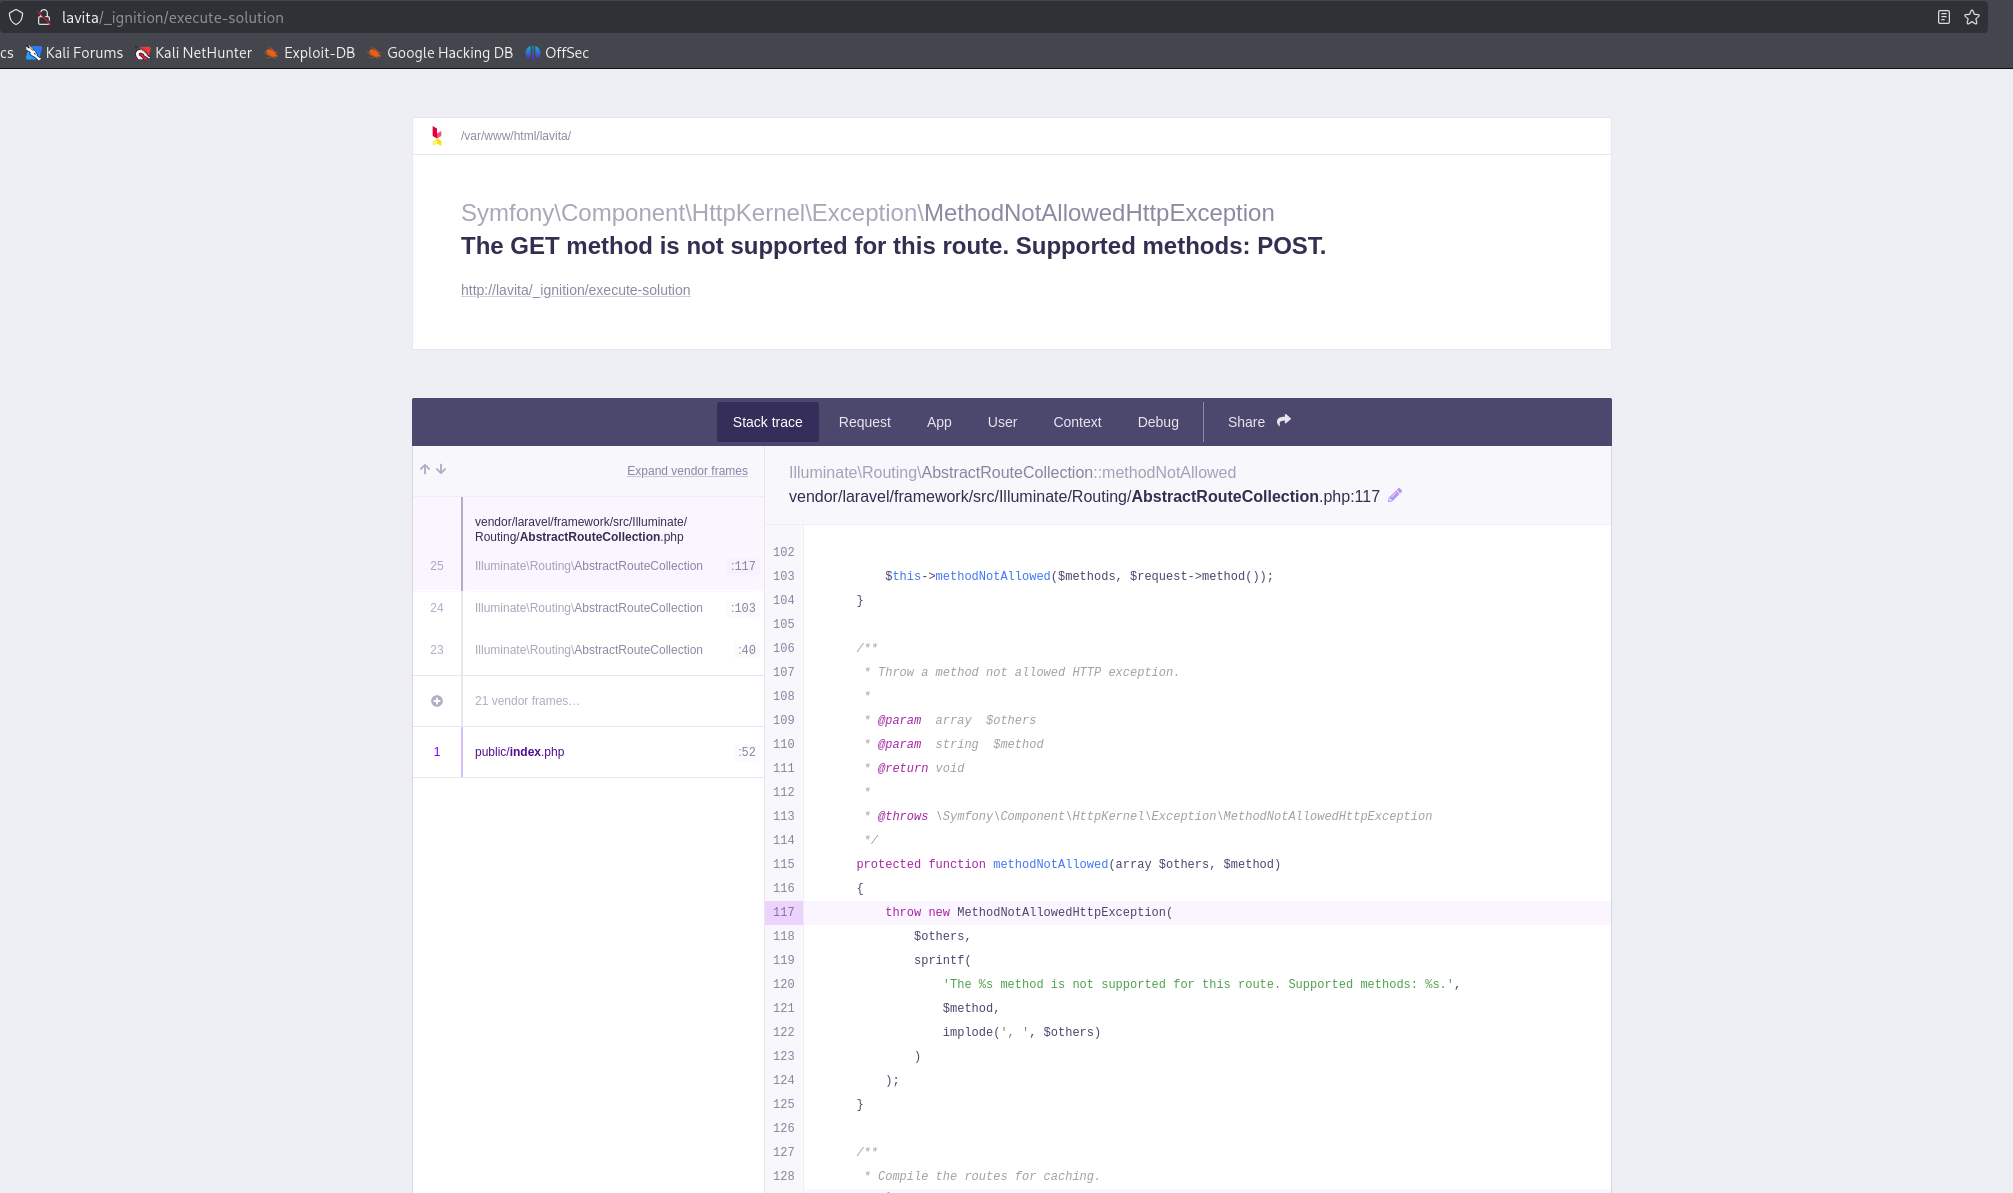 lavita/_ignition/execute-solution
cs Kali Forums Kali NetHunter Exploit-DB Google Hacking DB OffSec
/var/www/html/lavita/
Symfony\Component\HttpKernel\Exception\MethodNotAllowedHttpException
The GET method is not supported for this route. Supported methods: POST.
http://lavita/_ignition/execute-solution
Stack trace Request App User Context Debug Share
Expand vendor frames
vendor/laravel/framework/src/Illuminate/
Routing/AbstractRouteCollection.php
25 Illuminate\Routing\AbstractRouteCollection :117
24 Illuminate\Routing\AbstractRouteCollection :103
23 Illuminate\Routing\AbstractRouteCollection :40
21 vendor frames…
1 public/index.php :52
Illuminate\Routing\AbstractRouteCollection::methodNotAllowed
vendor/laravel/framework/src/Illuminate/Routing/AbstractRouteCollection.php:117
102
103         $this->methodNotAllowed($methods, $request->method());
104     }
105
106     /**
107      * Throw a method not allowed HTTP exception.
108      *
109      * @param  array  $others
110      * @param  string  $method
111      * @return void
112      *
113      * @throws \Symfony\Component\HttpKernel\Exception\MethodNotAllowedHttpException
114      */
115     protected function methodNotAllowed(array $others, $method)
116     {
117         throw new MethodNotAllowedHttpException(
118             $others,
119             sprintf(
120                 'The %s method is not supported for this route. Supported methods: %s.',
121                 $method,
122                 implode(', ', $others)
123             )
124         );
125     }
126
127     /**
128      * Compile the routes for caching.